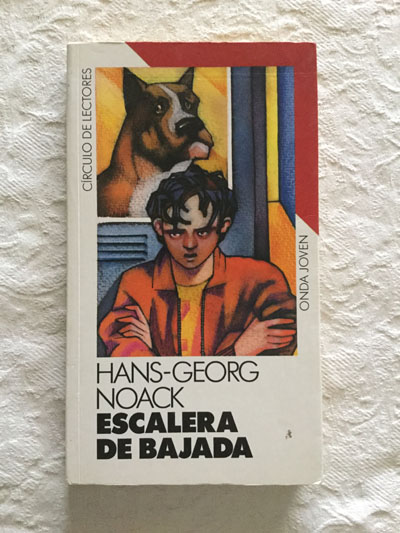 CÍRCULO DE LECTORES
ONDA JOVEN
HANS-GEORG
NOACK
ESCALERA
DE BAJADA